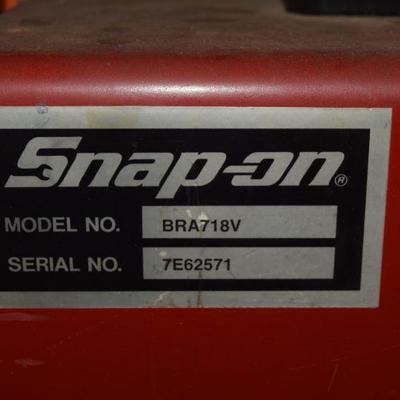 Snap-on®
MODEL NO. BRA718V
SERIAL NO. 7E62571